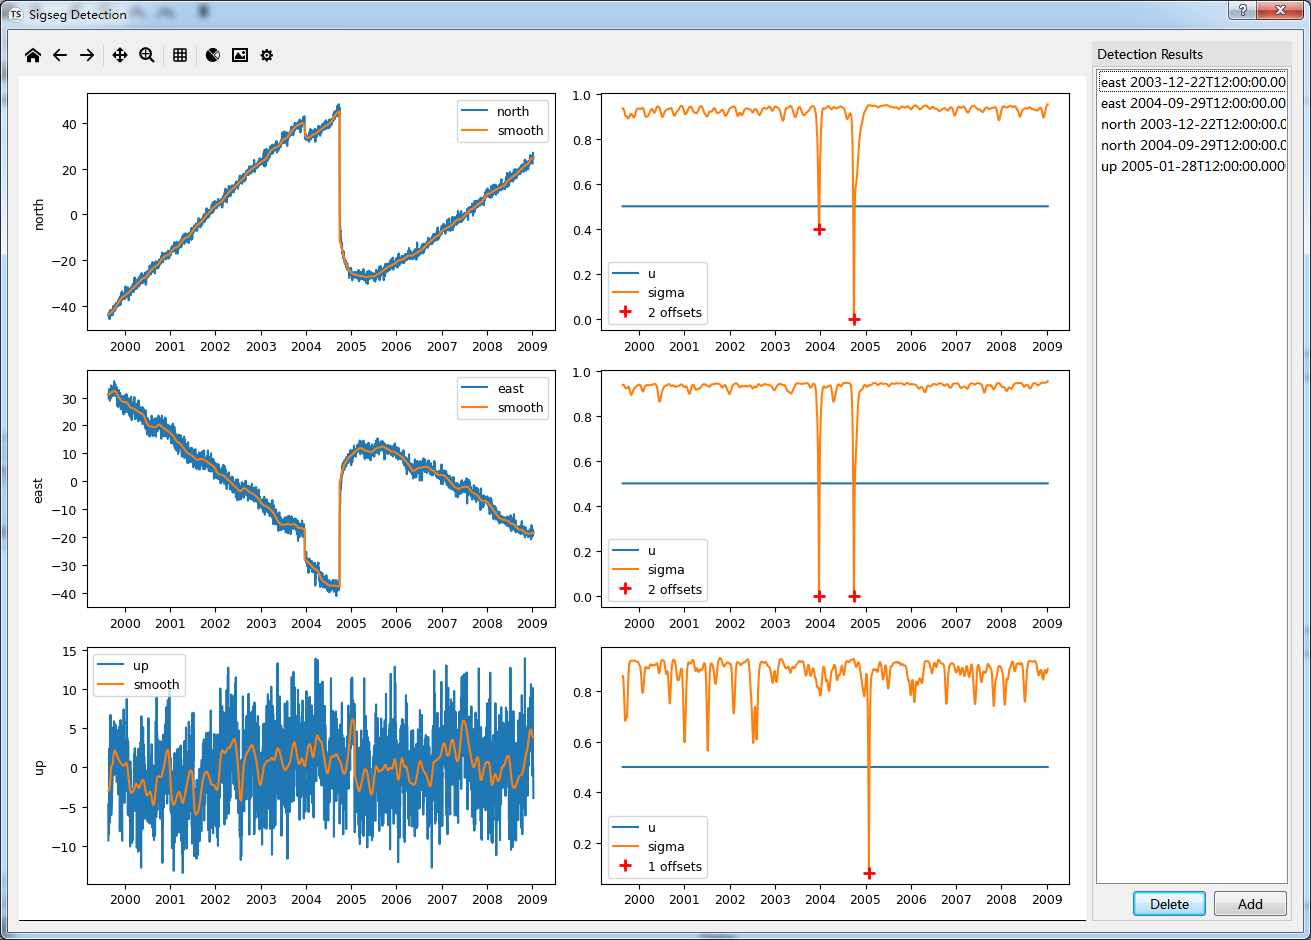 TS Sigseg Detection
?
Detection Results
east 2003-12-22T12:00:00.00
east 2004-09-29T12:00:00.00
north 2003-12-22T12:00:00.0
north 2004-09-29T12:00:00.0
up 2005-01-28T12:00:00.000
north
smooth
40
20
0
−20
−40
north
2000 2001 2002 2003 2004 2005 2006 2007 2008 2009
1.0
0.8
0.6
0.4
0.2
0.0
u
sigma
2 offsets
2000 2001 2002 2003 2004 2005 2006 2007 2008 2009
east
smooth
30
20
10
0
−10
−20
−30
−40
east
2000 2001 2002 2003 2004 2005 2006 2007 2008 2009
1.0
0.8
0.6
0.4
0.2
0.0
u
sigma
2 offsets
2000 2001 2002 2003 2004 2005 2006 2007 2008 2009
up
smooth
15
10
5
0
−5
−10
up
2000 2001 2002 2003 2004 2005 2006 2007 2008 2009
0.8
0.6
0.4
0.2
u
sigma
1 offsets
2000 2001 2002 2003 2004 2005 2006 2007 2008 2009
Delete Add